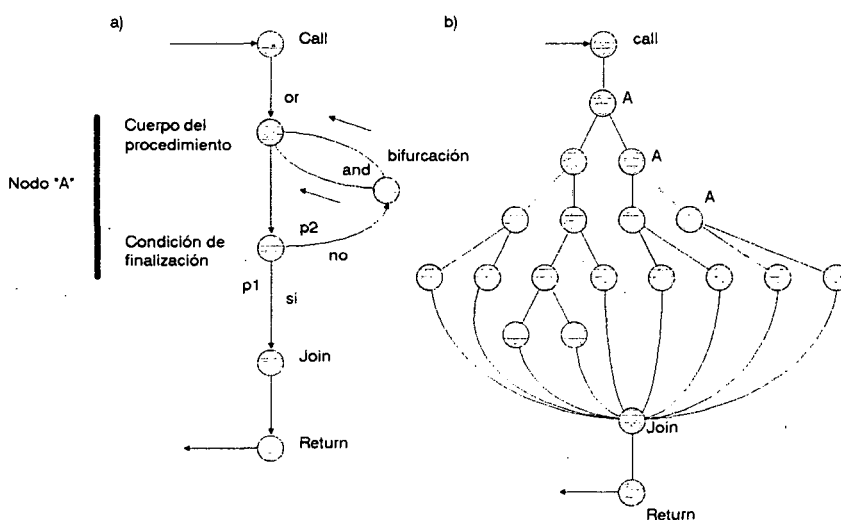 a)
Call
or
Cuerpo del
procedimiento
bifurcación
and
Nodo "A"
p2
Condición de
finalización
no
p1
si
Join
Return
b)
call
A
A
A
Join
Return